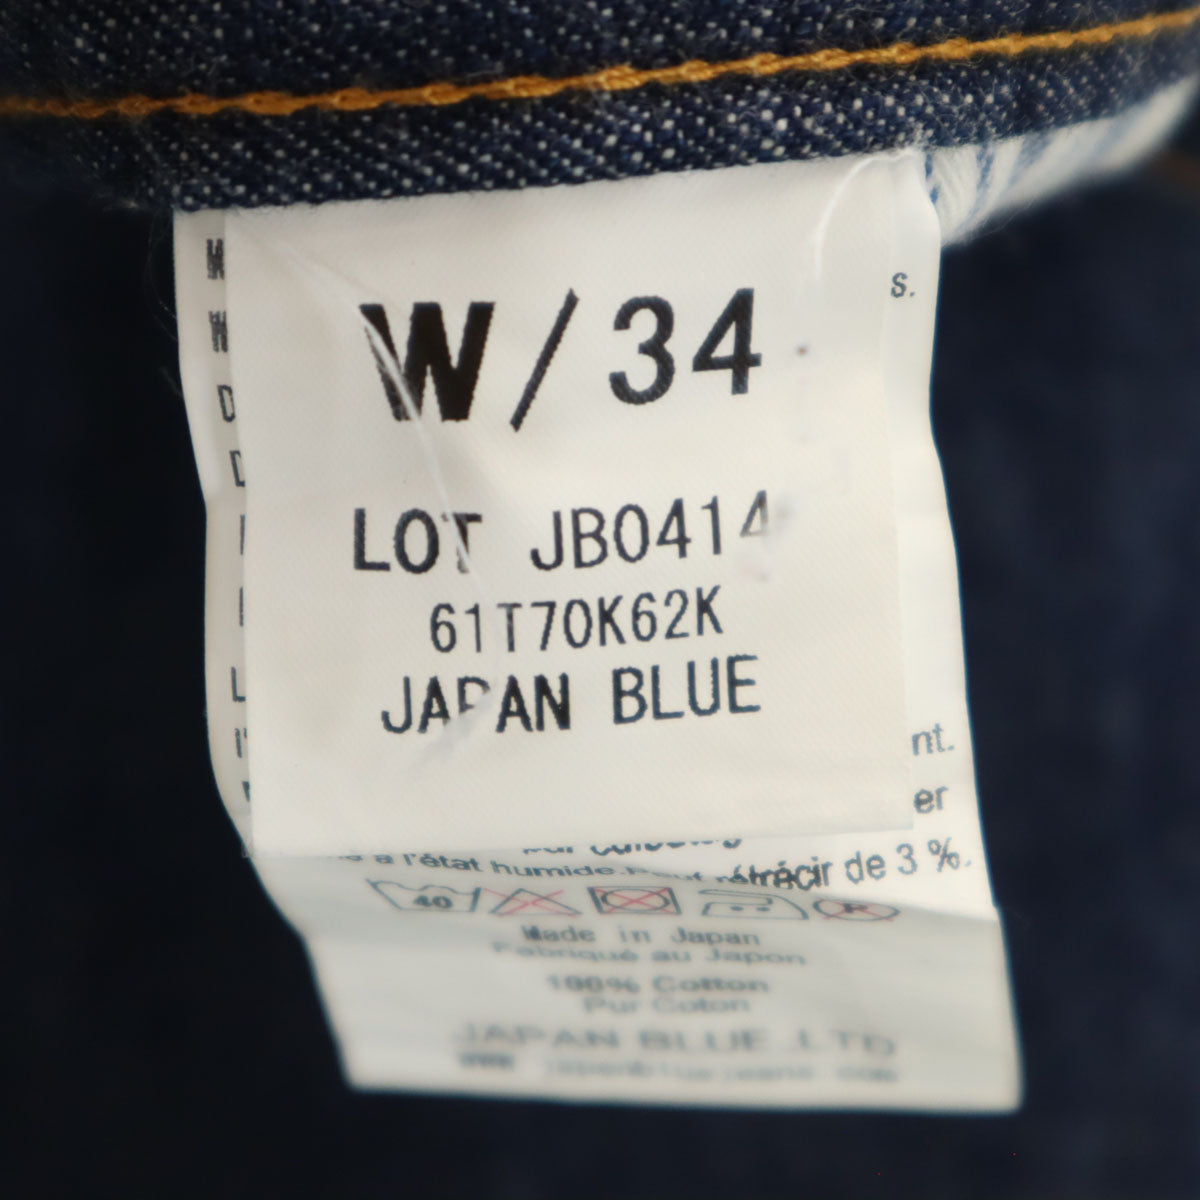 s.
W/34
LOT JB0414
61T70K62K
JAPAN BLUE
nt.
er
à l'état humide. Peut rétrécir de 3 %.
40
Made in Japan
Fabriqué au Japon
100% Cotton
Pur Coton
JAPAN BLUE .LTD